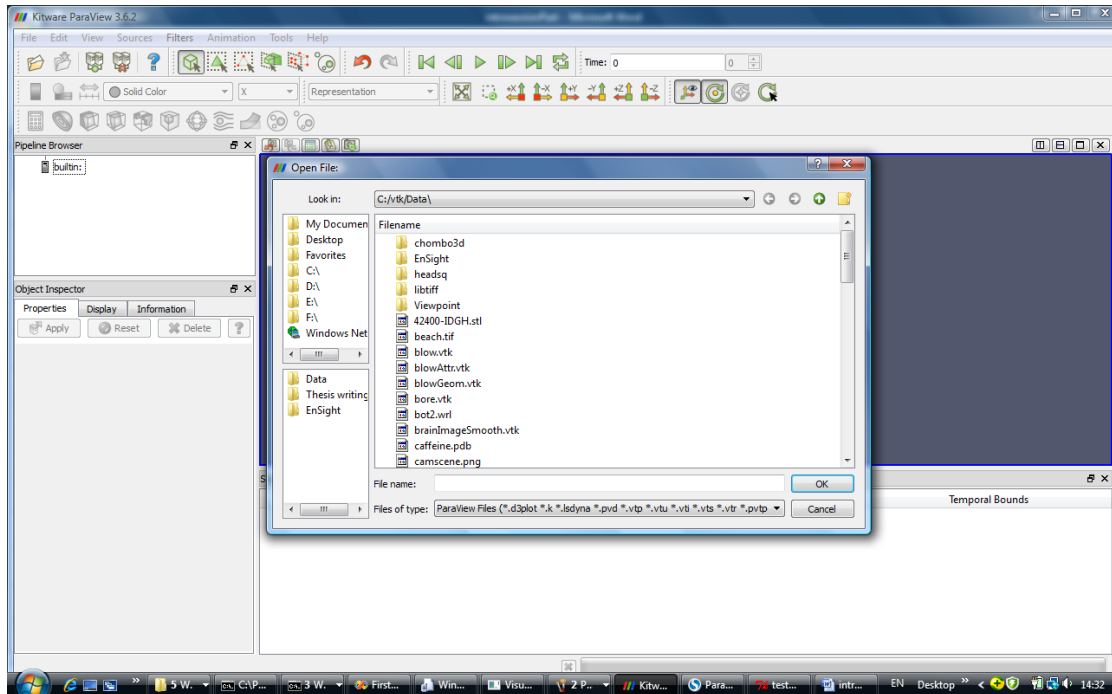 Kitware ParaView 3.6.2
File Edit View Sources Filters Animation Tools Help
Time: 0 0
Solid Color X Representation +X -X +Y -Y +Z -Z
Pipeline Browser
builtin:
Object Inspector
Properties Display Information
Apply Reset Delete ?
Open File:
Look in: C:/vtk/Data\
My Documen
Desktop
Favorites
C:\
D:\
E:\
F:\
Windows Net
Data
Thesis writing
EnSight
Filename
chombo3d
EnSight
headsq
libtiff
Viewpoint
42400-IDGH.stl
beach.tif
blow.vtk
blowAttr.vtk
blowGeom.vtk
bore.vtk
bot2.wrl
brainImageSmooth.vtk
caffeine.pdb
camscene.png
File name: OK
Files of type: ParaView Files (*.d3plot *.k *.lsdyna *.pvd *.vtp *.vtu *.vti *.vts *.vtr *.pvtp Cancel
Temporal Bounds
5 W. C:\P... 3 W. First... Win... Visu... 2 P.. Kitw... Para... test... intr... EN Desktop 14:32